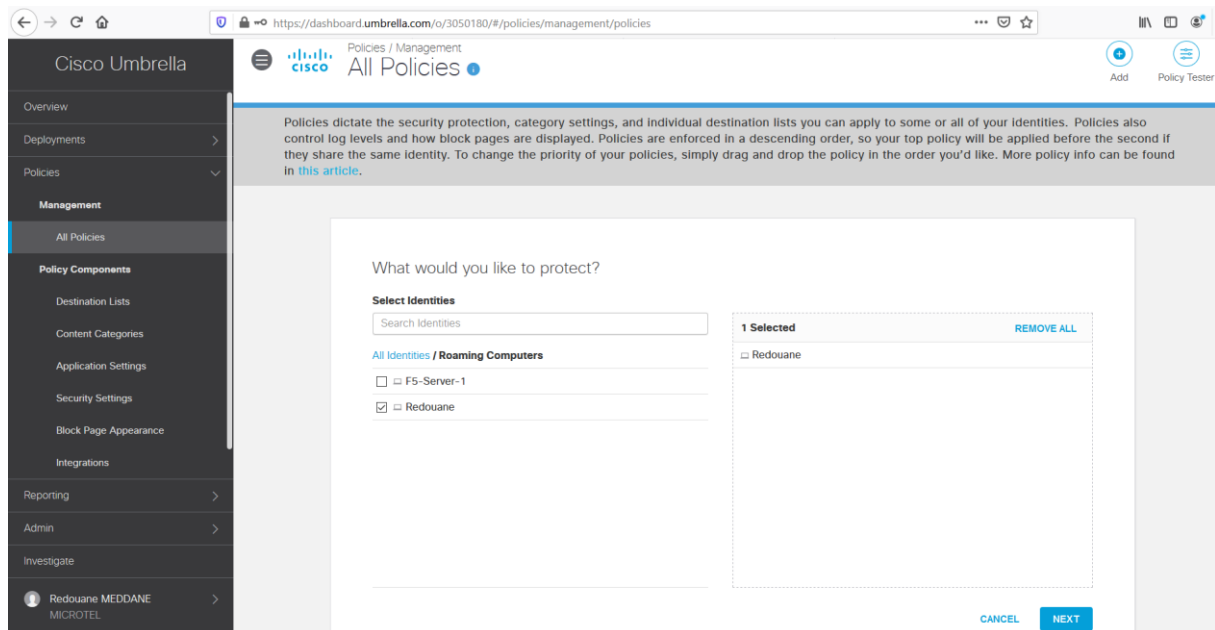 https://dashboard.umbrella.com/o/3050180/#/policies/management/policies
Cisco Umbrella
Overview
Deployments
Policies
Management
All Policies
Policy Components
Destination Lists
Content Categories
Application Settings
Security Settings
Block Page Appearance
Integrations
Reporting
Admin
Investigate
Redouane MEDDANE
MICROTEL
CISCO
Policies / Management
All Policies
Add
Policy Tester
Policies dictate the security protection, category settings, and individual destination lists you can apply to some or all of your identities. Policies also
control log levels and how block pages are displayed. Policies are enforced in a descending order, so your top policy will be applied before the second if
they share the same identity. To change the priority of your policies, simply drag and drop the policy in the order you'd like. More policy info can be found
in this article.
What would you like to protect?
Select Identities
Search Identities
All Identities / Roaming Computers
F5-Server-1
Redouane
1 Selected
REMOVE ALL
Redouane
CANCEL
NEXT